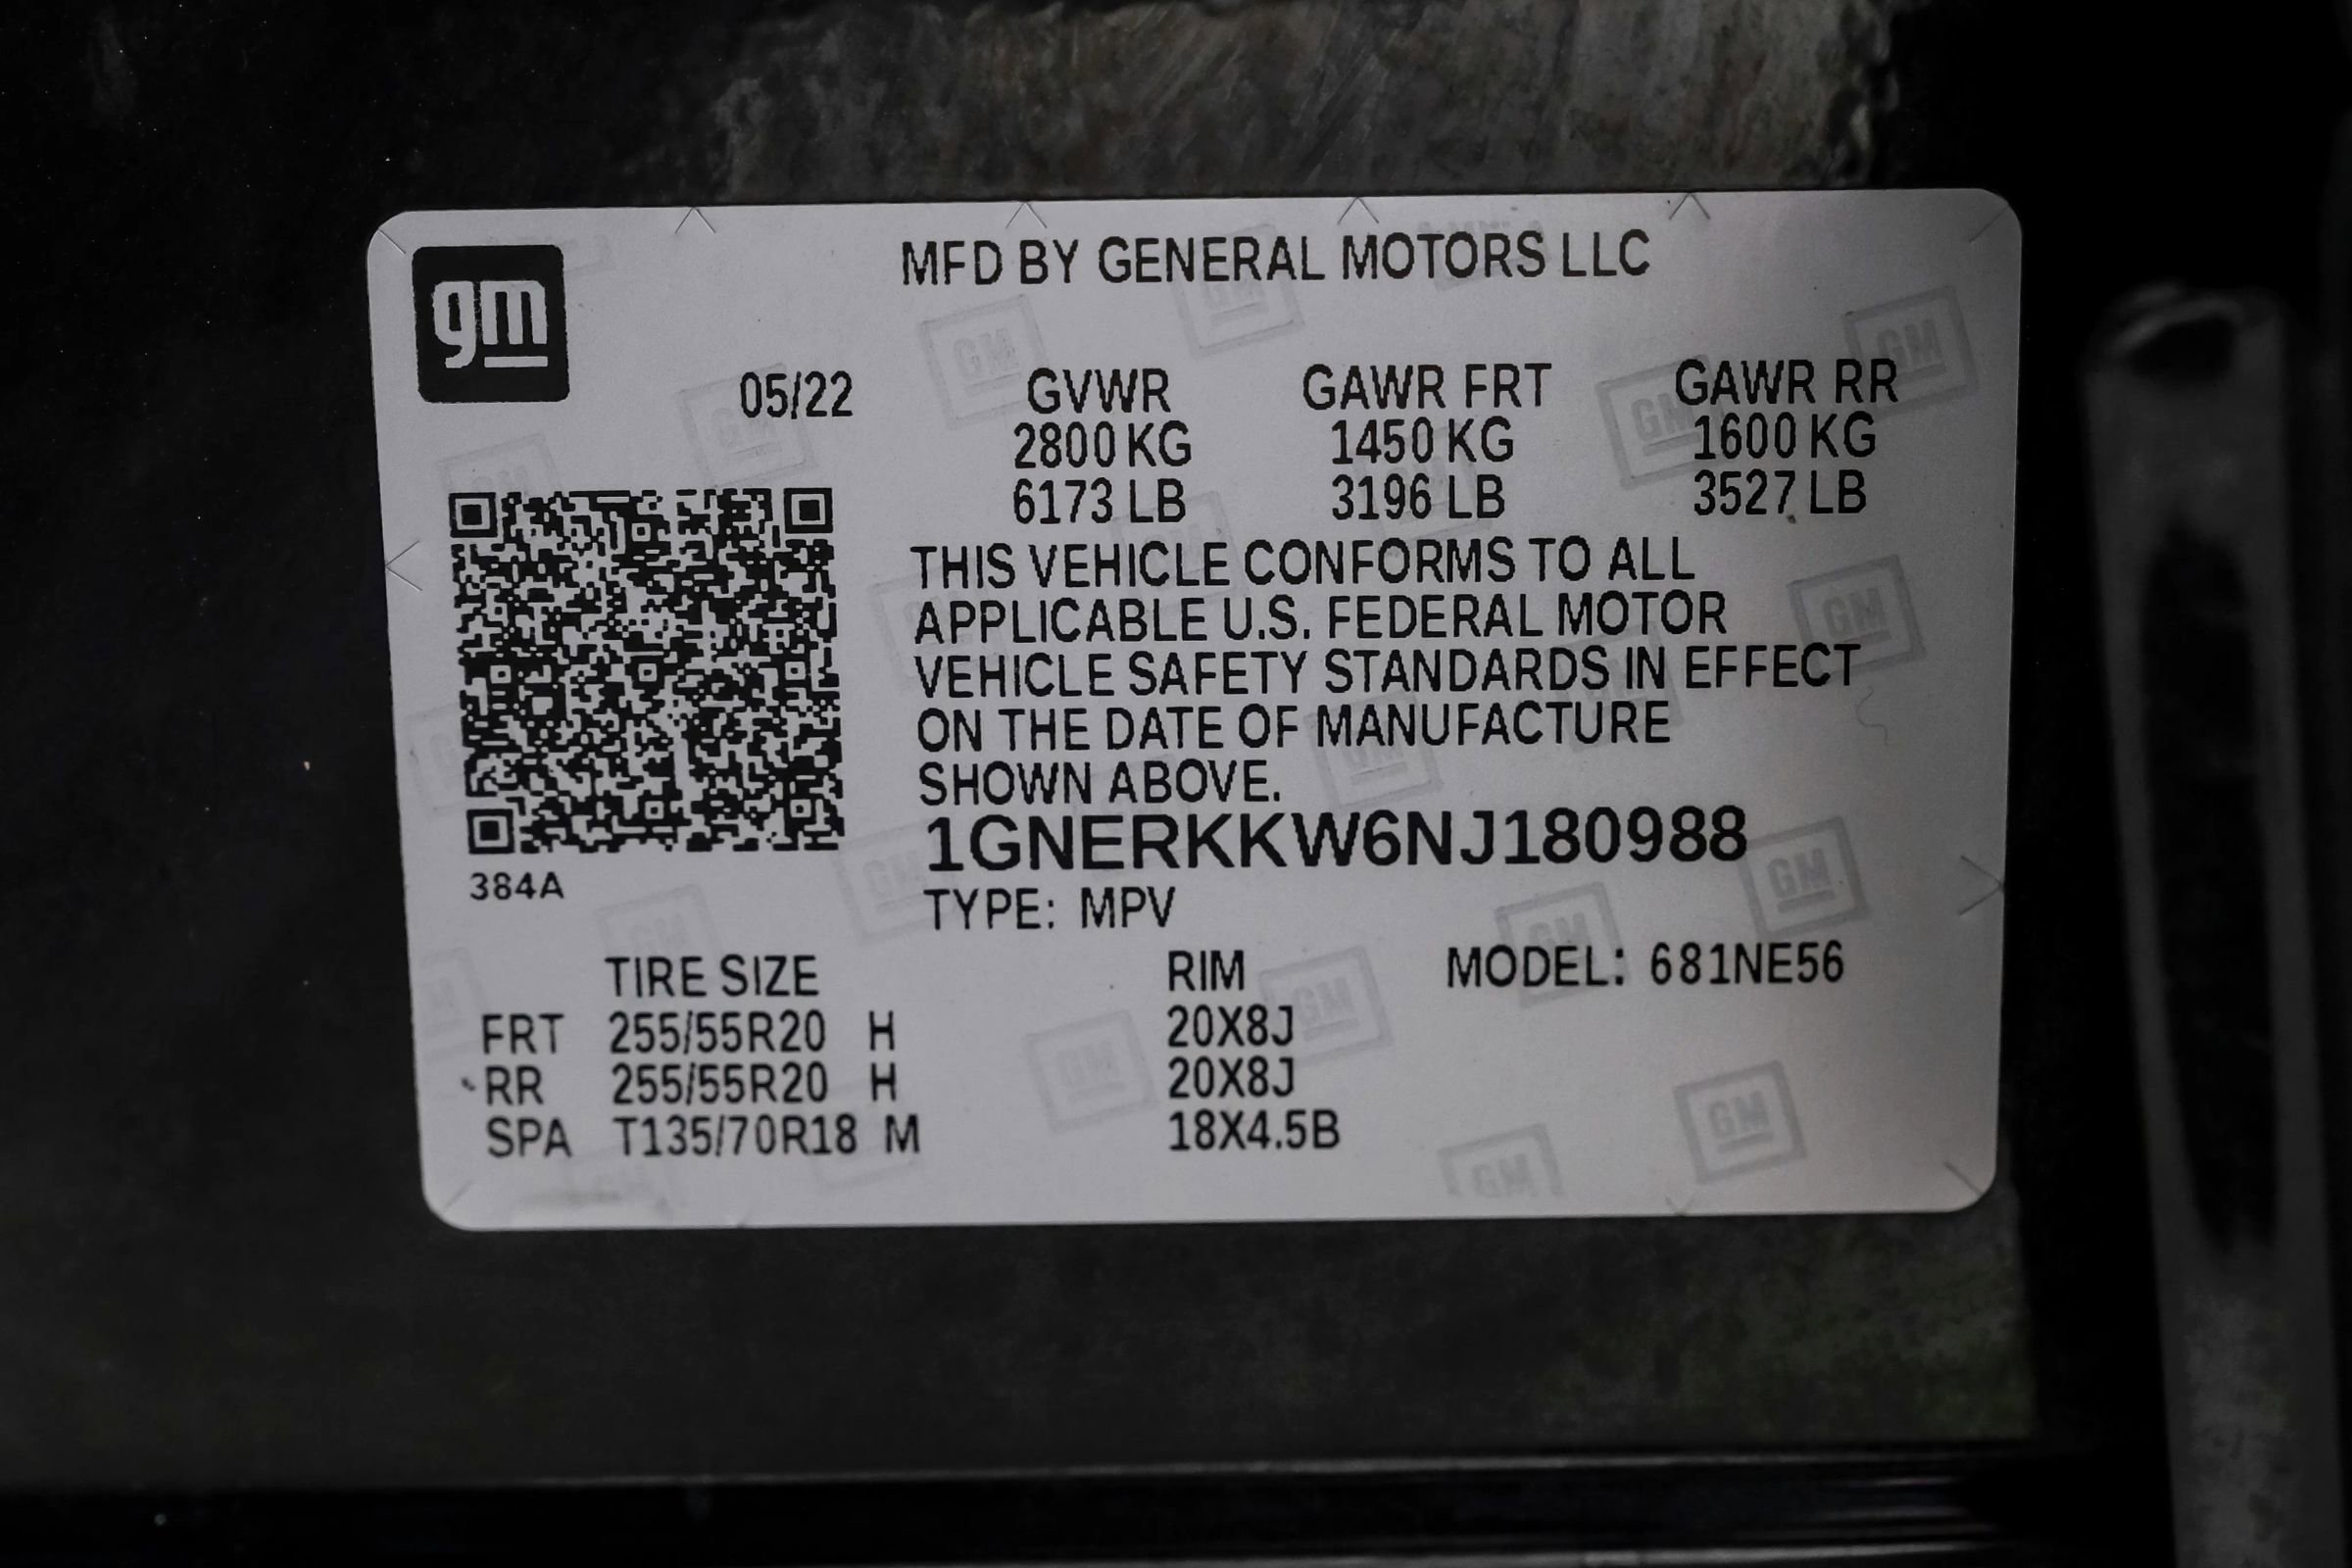 gm
MFD BY GENERAL MOTORS LLC
05/22 GVWR GAWR FRT GAWR RR
2800 KG 1450 KG 1600 KG
6173 LB 3196 LB 3527 LB
THIS VEHICLE CONFORMS TO ALL
APPLICABLE U.S. FEDERAL MOTOR
VEHICLE SAFETY STANDARDS IN EFFECT
ON THE DATE OF MANUFACTURE
SHOWN ABOVE.
1GNERKKW6NJ180988
384A
TYPE: MPV
TIRE SIZE RIM MODEL: 681NE56
FRT 255/55R20 H 20X8J
RR 255/55R20 H 20X8J
SPA T135/70R18 M 18X4.5B